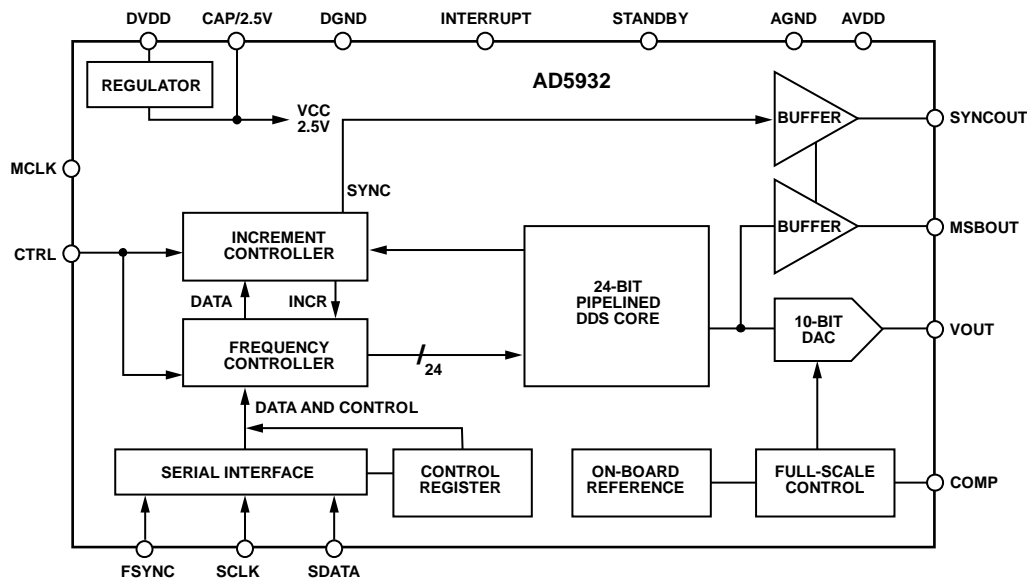 DVDD
CAP/2.5V
DGND
INTERRUPT
STANDBY
AGND
AVDD
REGULATOR
AD5932
VCC
2.5V
BUFFER
SYNCOUT
MCLK
SYNC
INCREMENT
CONTROLLER
BUFFER
MSBOUT
CTRL
24-BIT
PIPELINED
DDS CORE
DATA
INCR
10-BIT
DAC
VOUT
FREQUENCY
CONTROLLER
24
DATA AND CONTROL
SERIAL INTERFACE
CONTROL
REGISTER
ON-BOARD
REFERENCE
FULL-SCALE
CONTROL
COMP
FSYNC
SCLK
SDATA